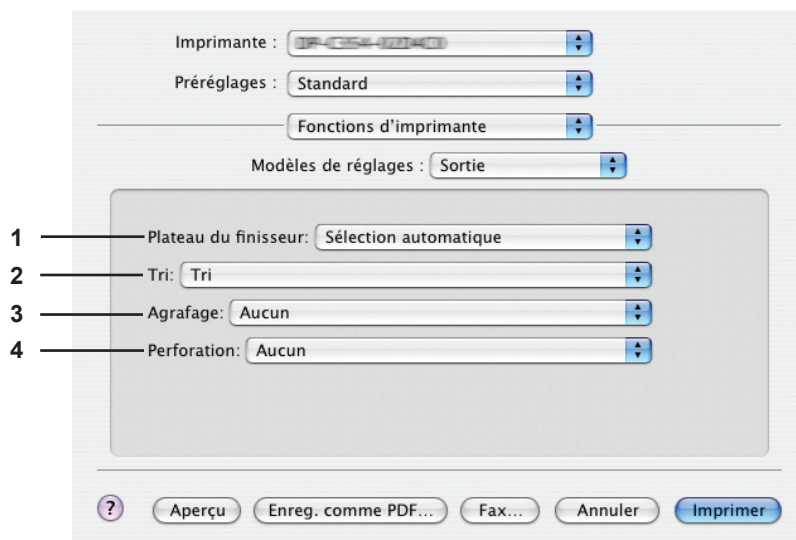 Imprimante :
Préréglages : Standard
Fonctions d'imprimante
Modèles de réglages : Sortie
1 Plateau du finisseur: Sélection automatique
2 Tri: Tri
3 Agrafage: Aucun
4 Perforation: Aucun
? Aperçu Enreg. comme PDF... Fax... Annuler Imprimer